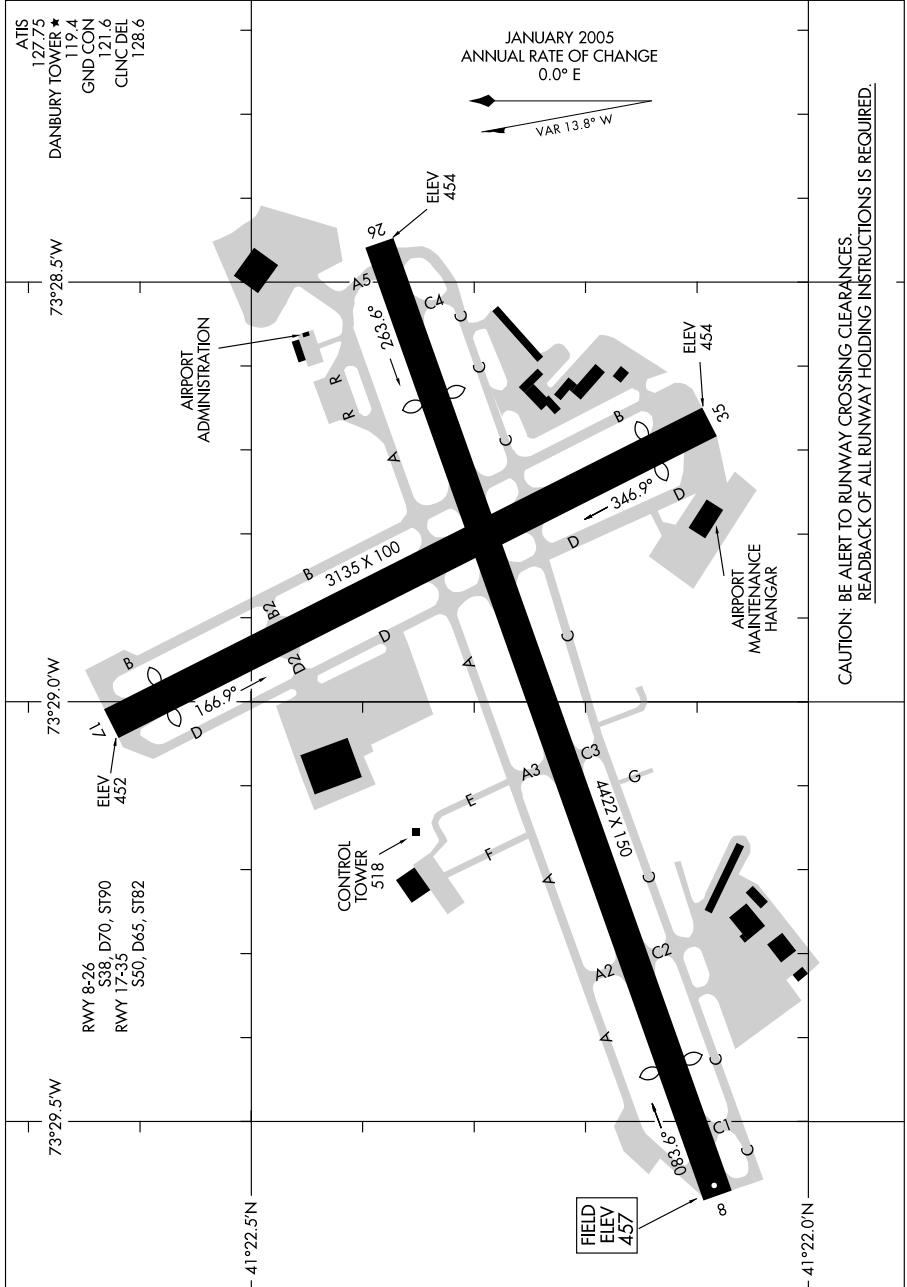 ATIS
127.75
DANBURY TOWER ★
119.4
GND CON
121.6
CLNC DEL
128.6
JANUARY 2005
ANNUAL RATE OF CHANGE
0.0° E
VAR 13.8° W
73°28.5'W
73°29.0'W
73°29.5'W
41°22.5'N
41°22.0'N
RWY 8-26
S38, D70, ST90
RWY 17-35
S50, D65, ST82
AIRPORT
ADMINISTRATION
ELEV
454
26
A5
263.6°
C4
C
C
C
R
R
A
ELEV
454
35
B
346.9°
D
D
AIRPORT
MAINTENANCE
HANGAR
3135 X 100
B
B2
B
D2
D
D
166.9°
17
ELEV
452
A
C
A3
C3
E
F
G
CONTROL
TOWER
518
4422 X 150
A
C
A2
C2
A
C
083.6°
C1
C
8
FIELD
ELEV
457
CAUTION: BE ALERT TO RUNWAY CROSSING CLEARANCES.
READBACK OF ALL RUNWAY HOLDING INSTRUCTIONS IS REQUIRED.